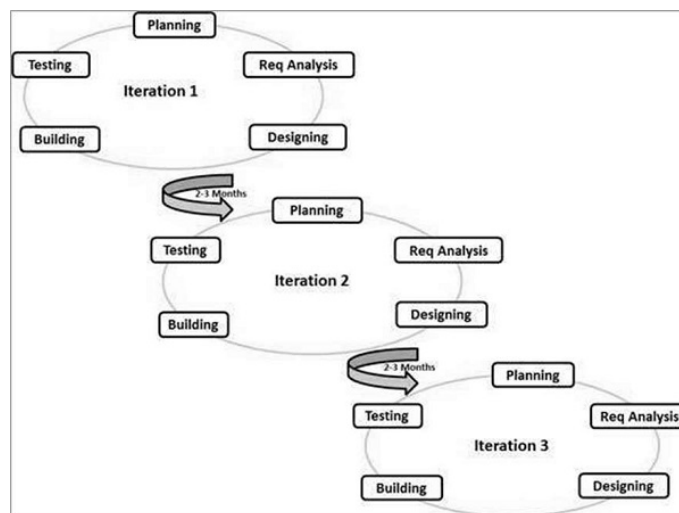 Planning
Testing
Req Analysis
Iteration 1
Building
Designing
2-3 Months
Planning
Testing
Req Analysis
Iteration 2
Building
Designing
2-3 Months
Planning
Testing
Req Analysis
Iteration 3
Building
Designing